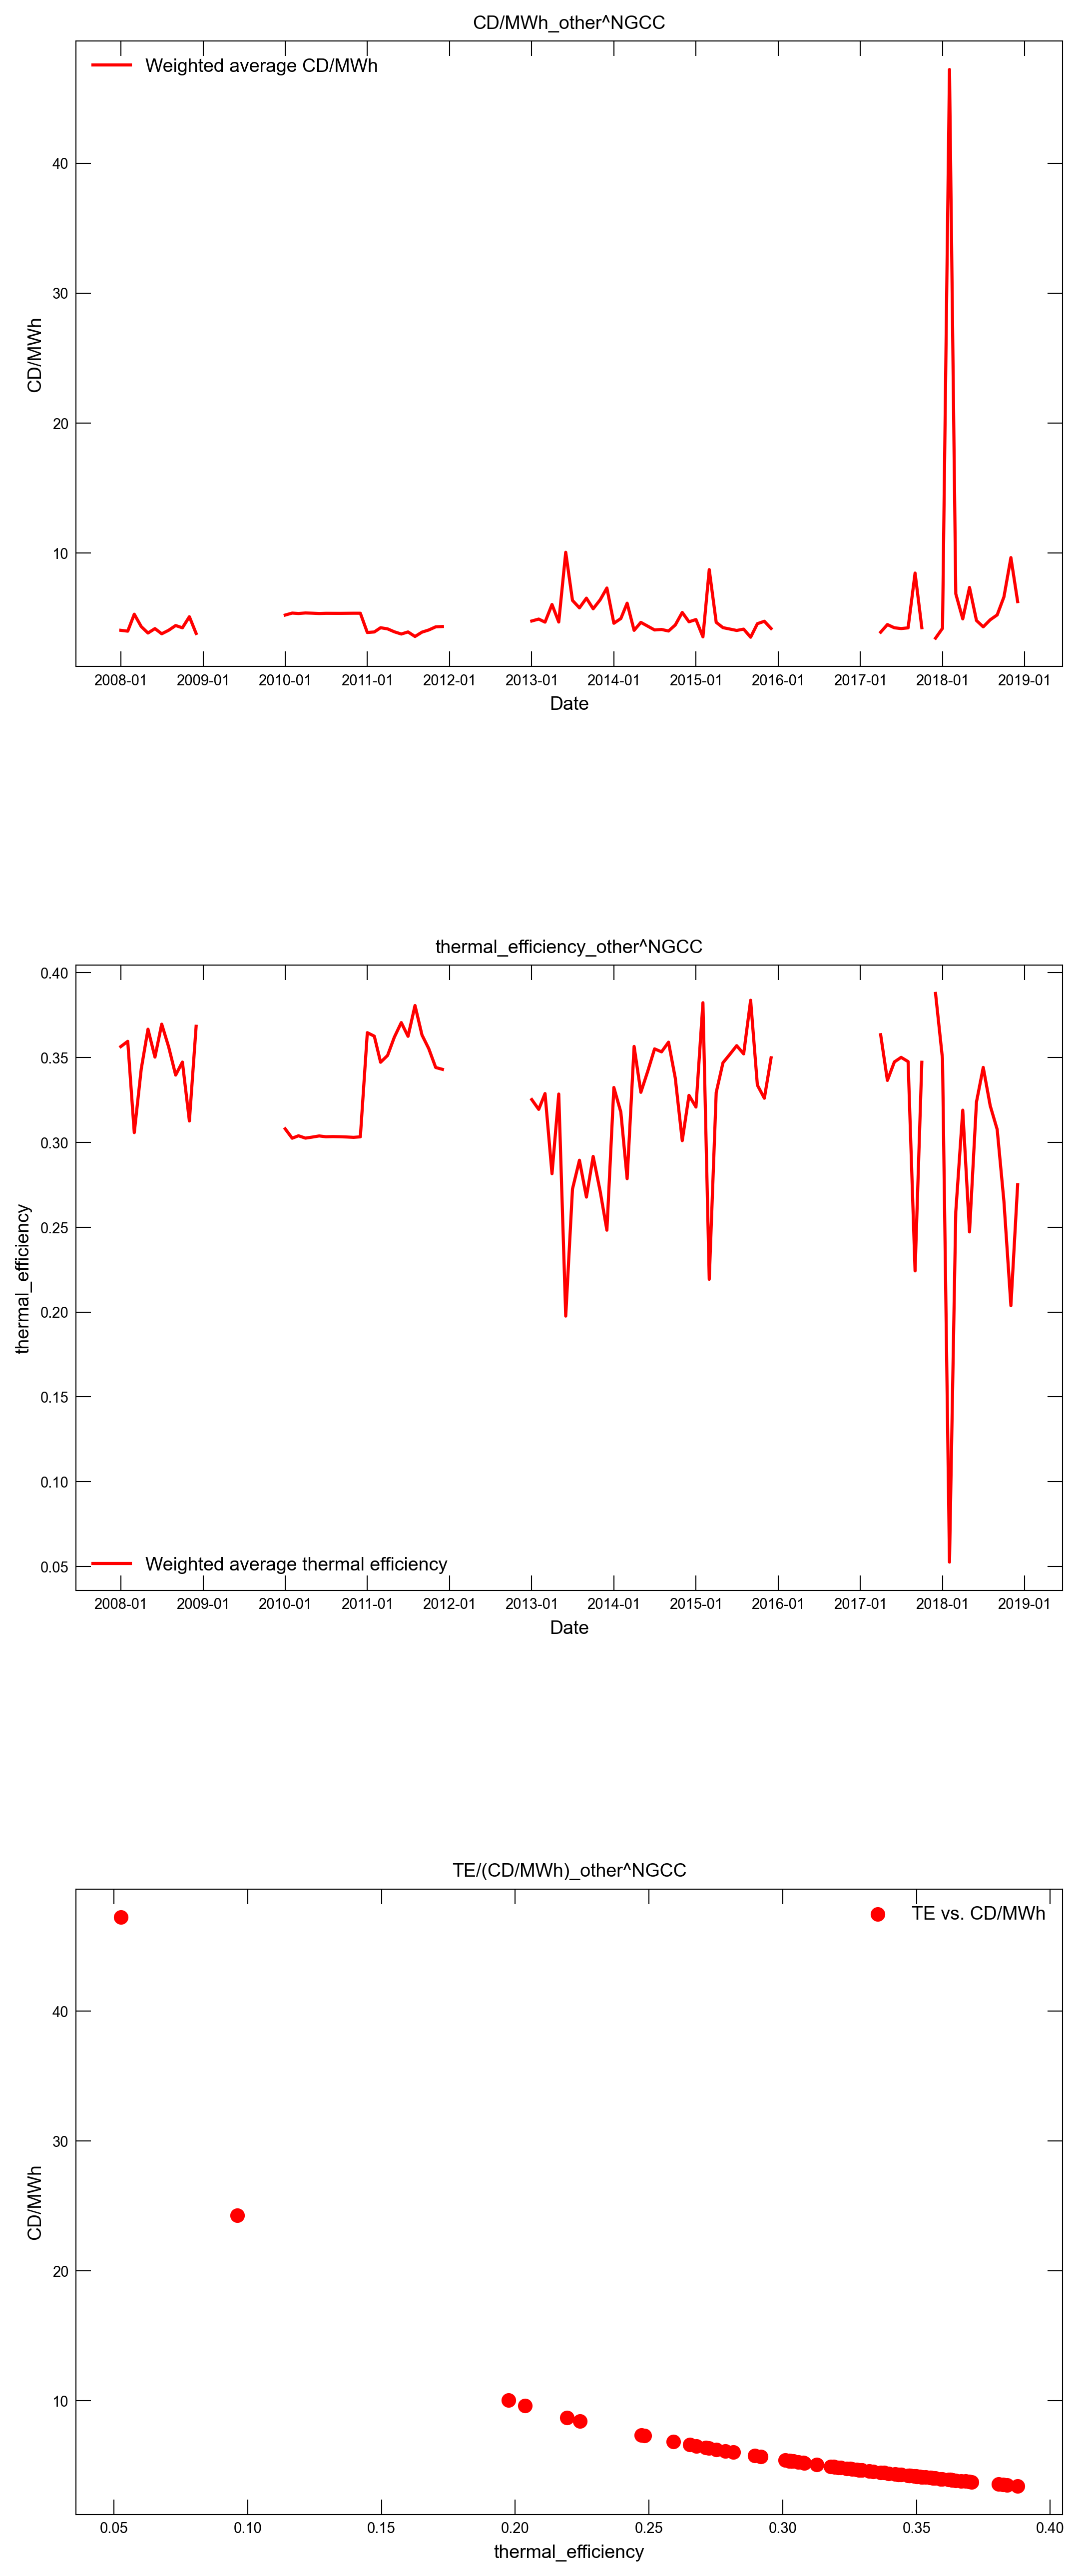 CD/MWh_other^NGCC
Weighted average CD/MWh
40
30
20
10
CD/MWh
2008-01 2009-01 2010-01 2011-01 2012-01 2013-01 2014-01 2015-01 2016-01 2017-01 2018-01 2019-01
Date
thermal_efficiency_other^NGCC
0.40
0.35
0.30
0.25
0.20
0.15
0.10
0.05
thermal_efficiency
Weighted average thermal efficiency
2008-01 2009-01 2010-01 2011-01 2012-01 2013-01 2014-01 2015-01 2016-01 2017-01 2018-01 2019-01
Date
TE/(CD/MWh)_other^NGCC
TE vs. CD/MWh
40
30
20
10
CD/MWh
0.05 0.10 0.15 0.20 0.25 0.30 0.35 0.40
thermal_efficiency